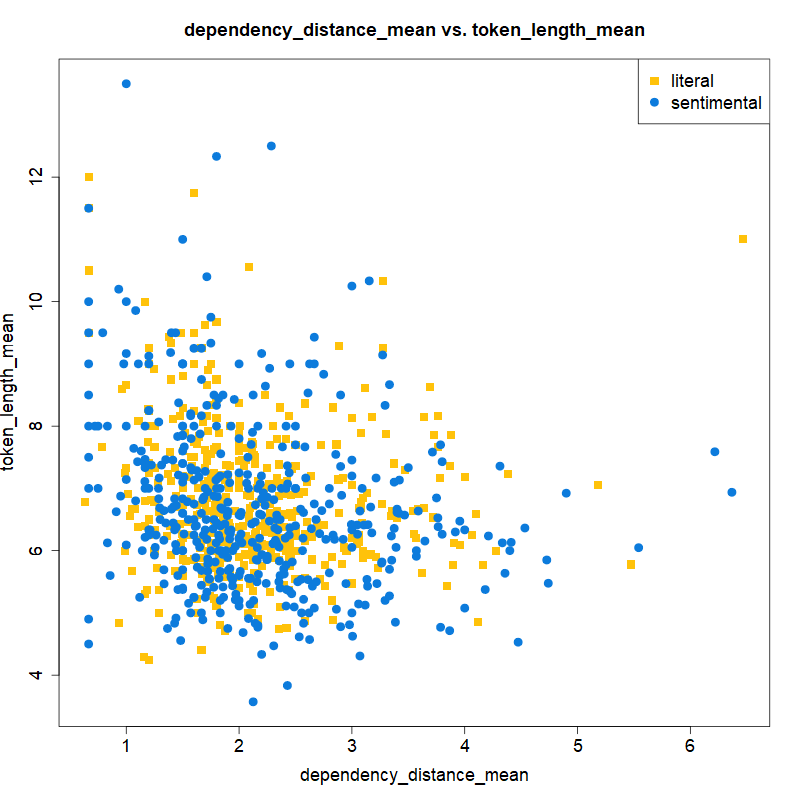 dependency_distance_mean vs. token_length_mean
literal
sentimental
token_length_mean
12
10
8
6
4
1 2 3 4 5 6
dependency_distance_mean